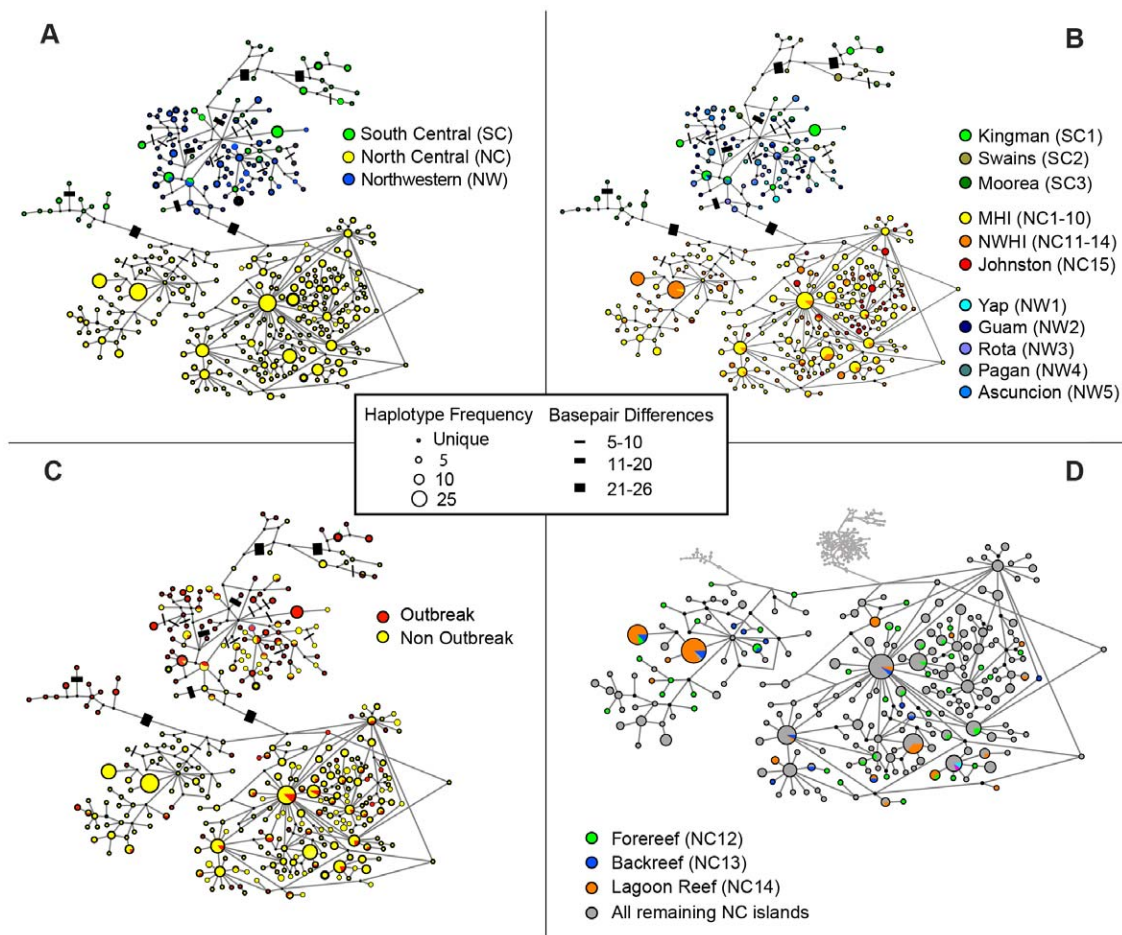 A
South Central (SC)
North Central (NC)
Northwestern (NW)
B
Kingman (SC1)
Swains (SC2)
Moorea (SC3)
MHI (NC1-10)
NWHI (NC11-14)
Johnston (NC15)
Yap (NW1)
Guam (NW2)
Rota (NW3)
Pagan (NW4)
Ascuncion (NW5)
Haplotype Frequency
Unique
5
10
25
Basepair Differences
5-10
11-20
21-26
C
Outbreak
Non Outbreak
D
Forereef (NC12)
Backreef (NC13)
Lagoon Reef (NC14)
All remaining NC islands